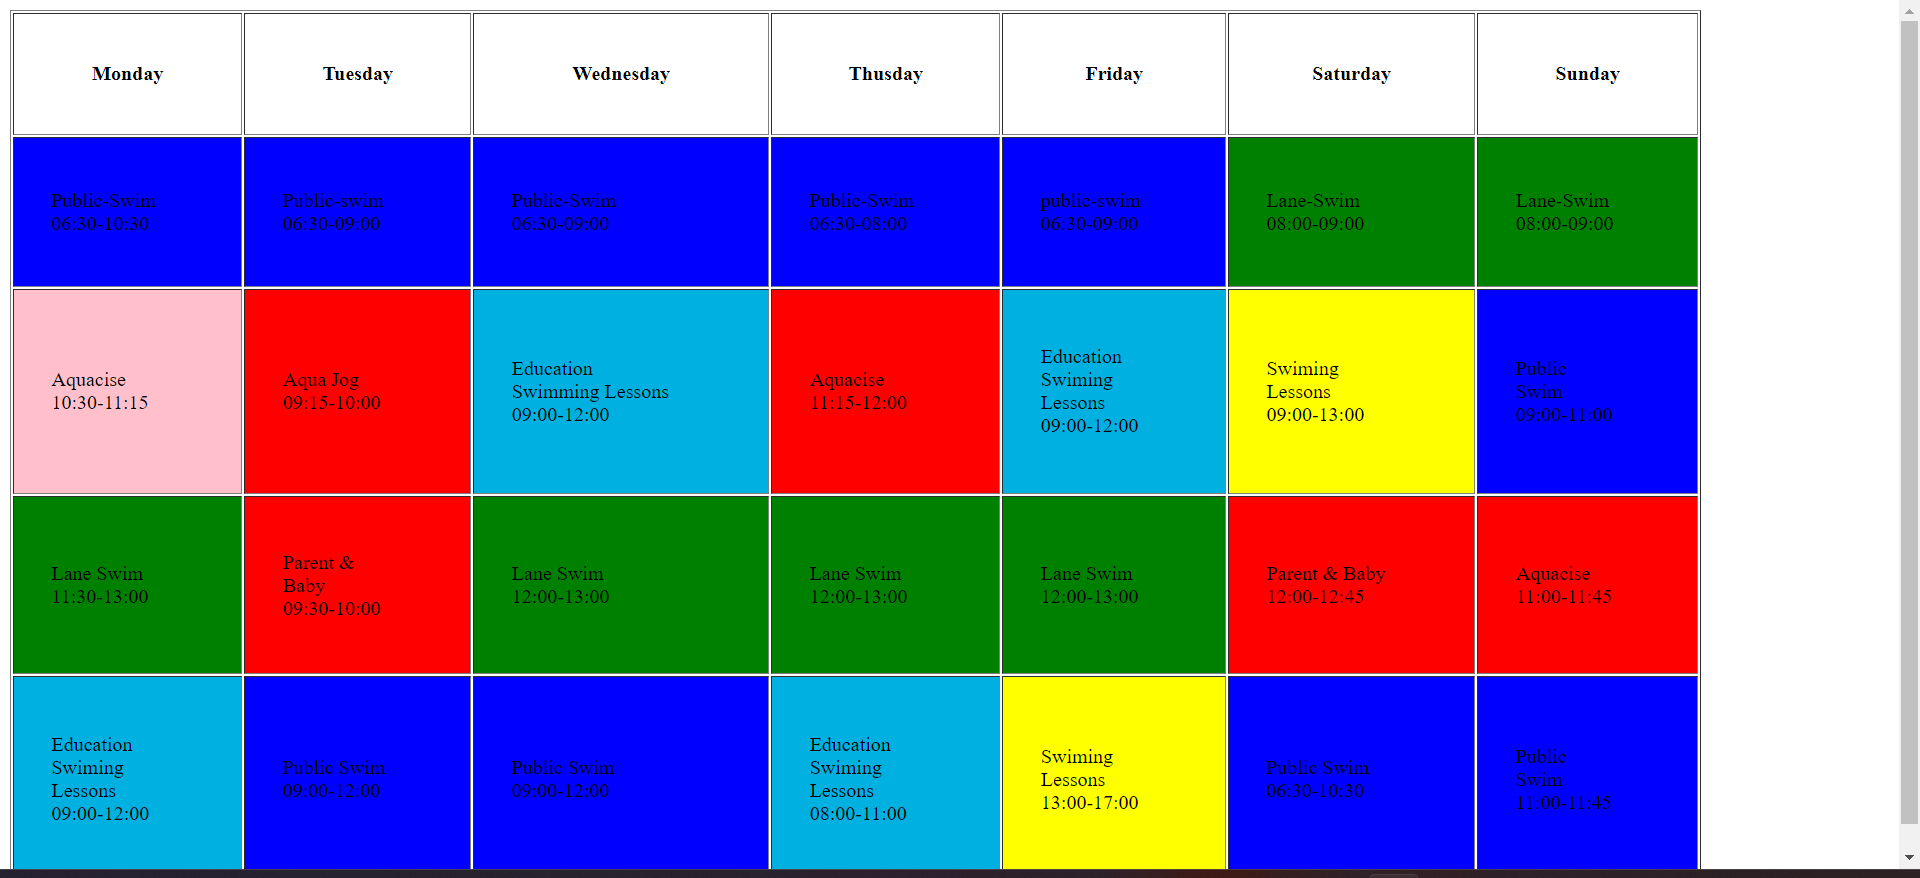 Monday
Tuesday
Wednesday
Thusday
Friday
Saturday
Sunday
Public-Swim
06:30-10:30
Public-swim
06:30-09:00
Public-Swim
06:30-09:00
Public-Swim
06:30-08:00
public-swim
06:30-09:00
Lane-Swim
08:00-09:00
Lane-Swim
08:00-09:00
Aquacise
10:30-11:15
Aqua Jog
09:15-10:00
Education
Swimming Lessons
09:00-12:00
Aquacise
11:15-12:00
Education
Swiming
Lessons
09:00-12:00
Swiming
Lessons
09:00-13:00
Public
Swim
09:00-11:00
Lane Swim
11:30-13:00
Parent &
Baby
09:30-10:00
Lane Swim
12:00-13:00
Lane Swim
12:00-13:00
Lane Swim
12:00-13:00
Parent & Baby
12:00-12:45
Aquacise
11:00-11:45
Education
Swiming
Lessons
09:00-12:00
Public Swim
09:00-12:00
Public Swim
09:00-12:00
Education
Swiming
Lessons
08:00-11:00
Swiming
Lessons
13:00-17:00
Public Swim
06:30-10:30
Public
Swim
11:00-11:45